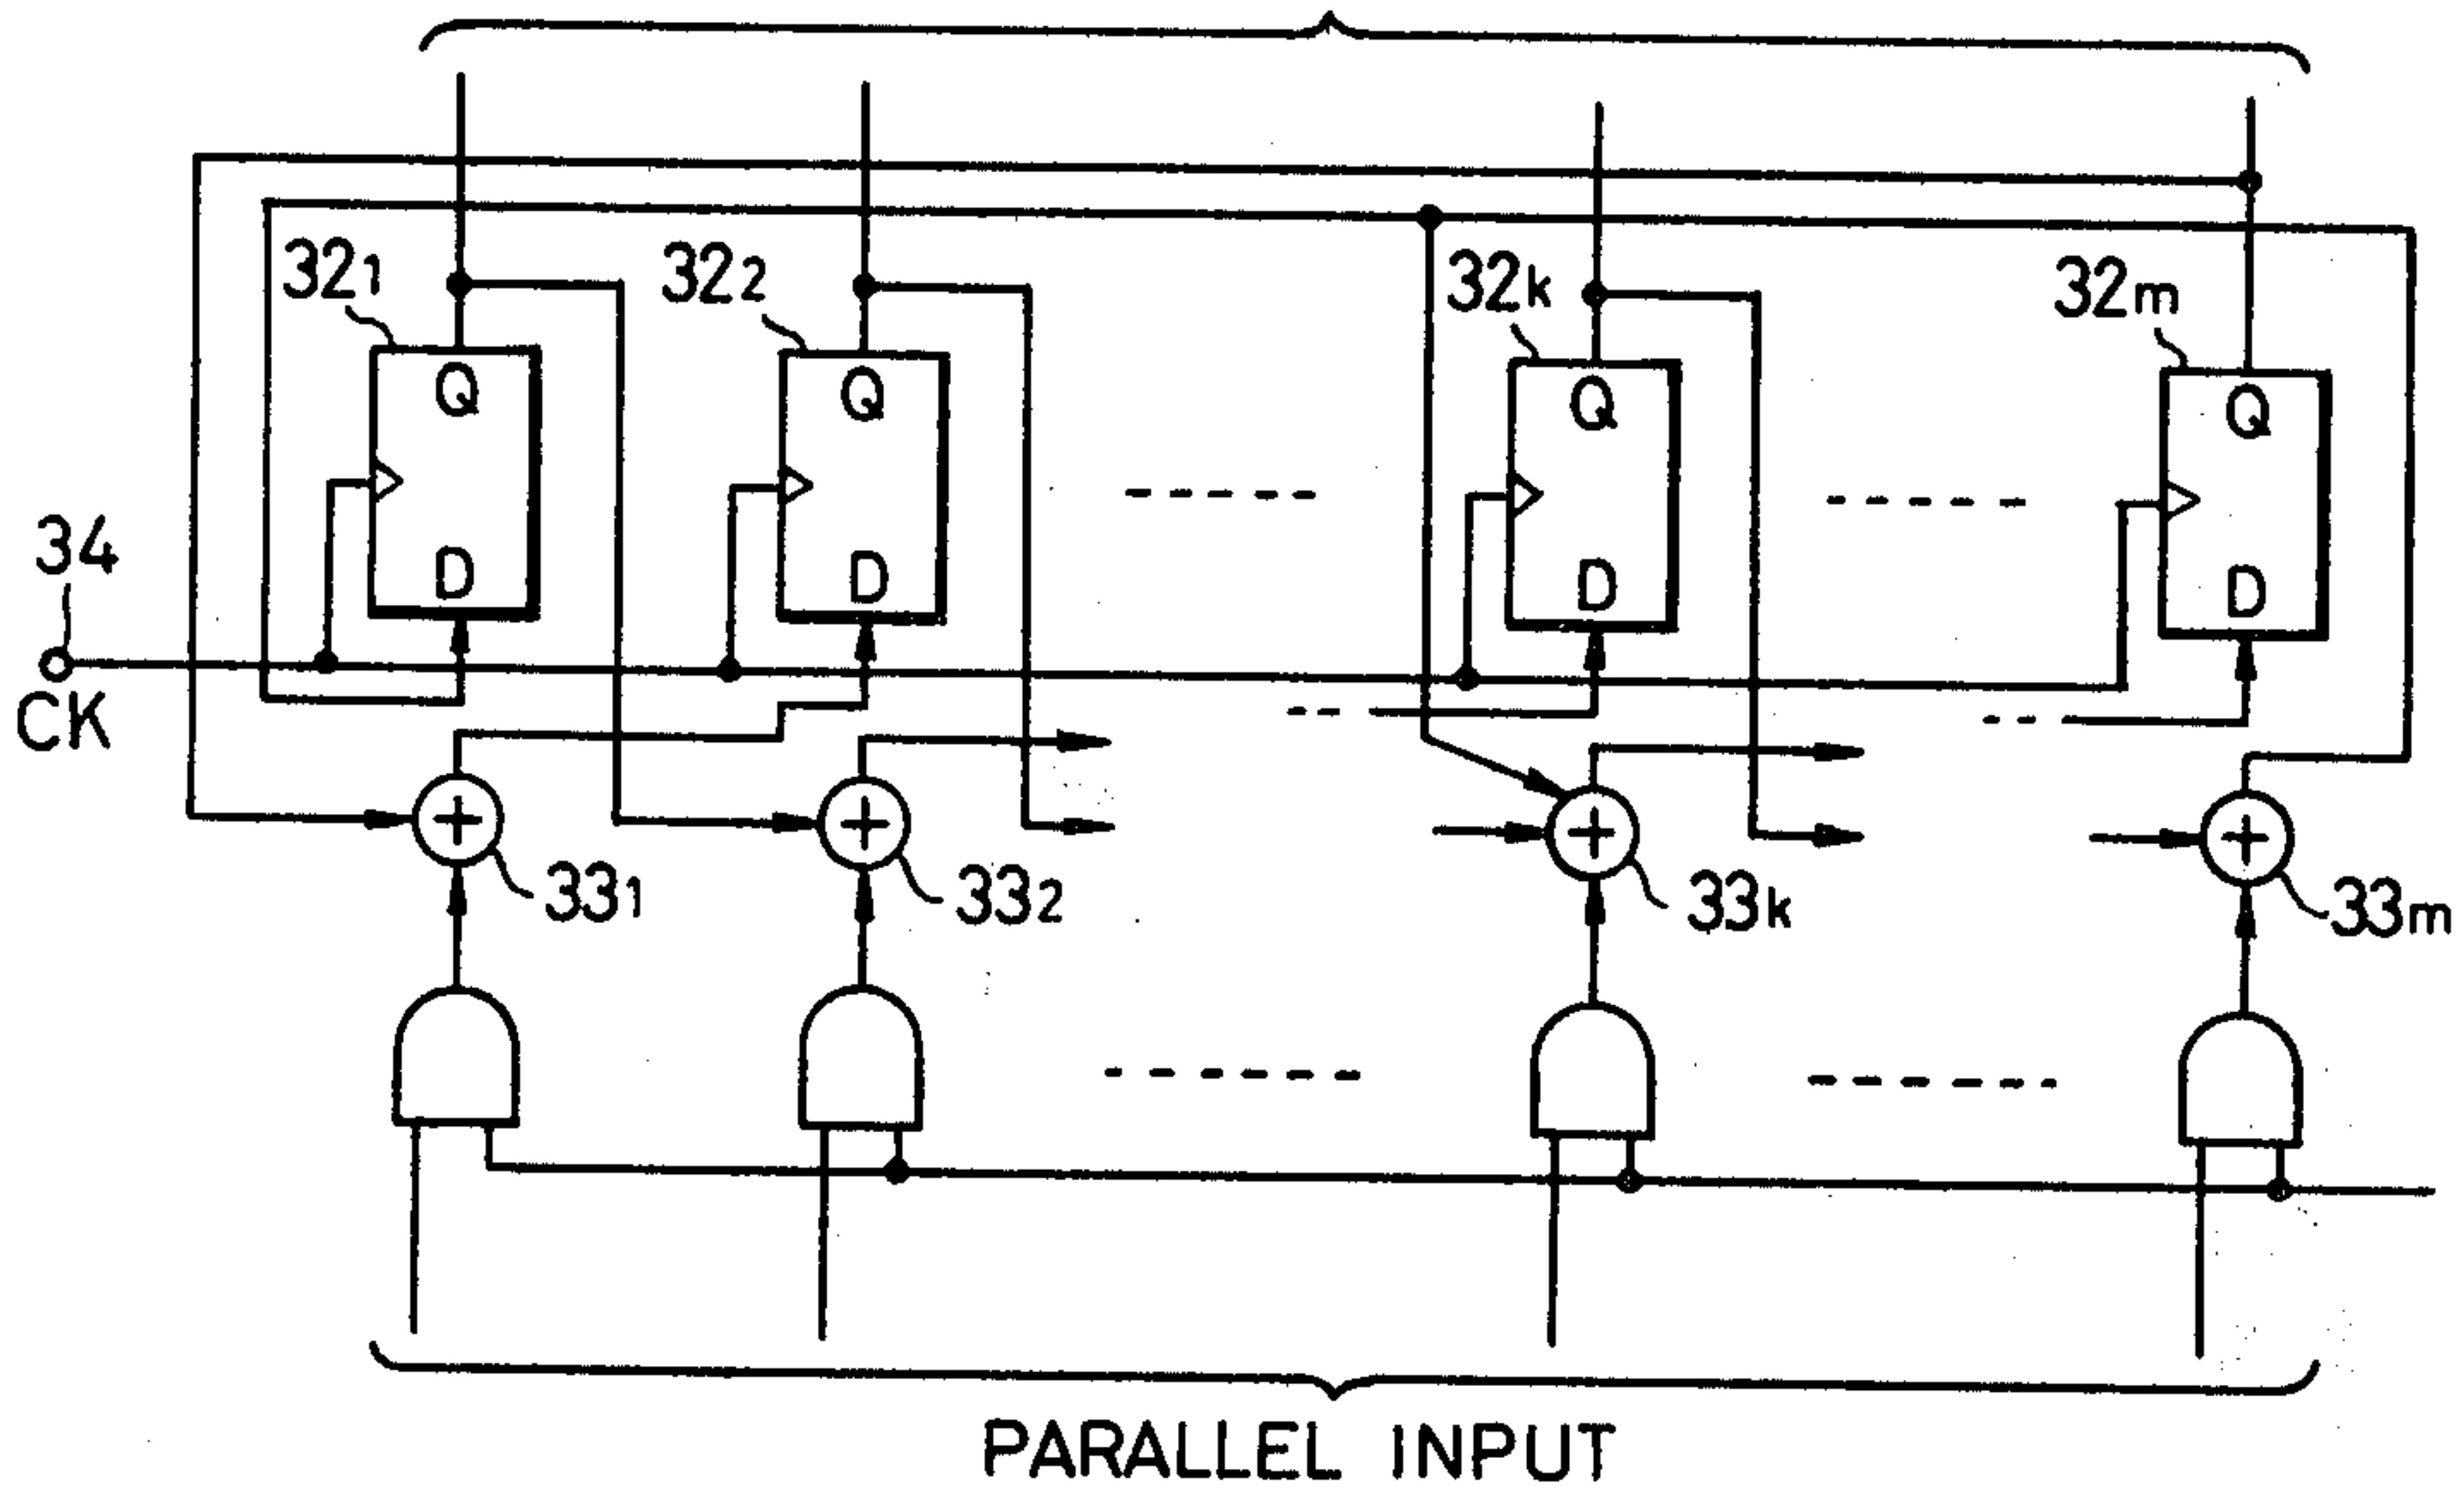 32₁ 32₂ 32k 32m
Q Q Q Q
34
D D D D
CK
+ + + +
33₁ 33₂ 33k 33m
PARALLEL INPUT